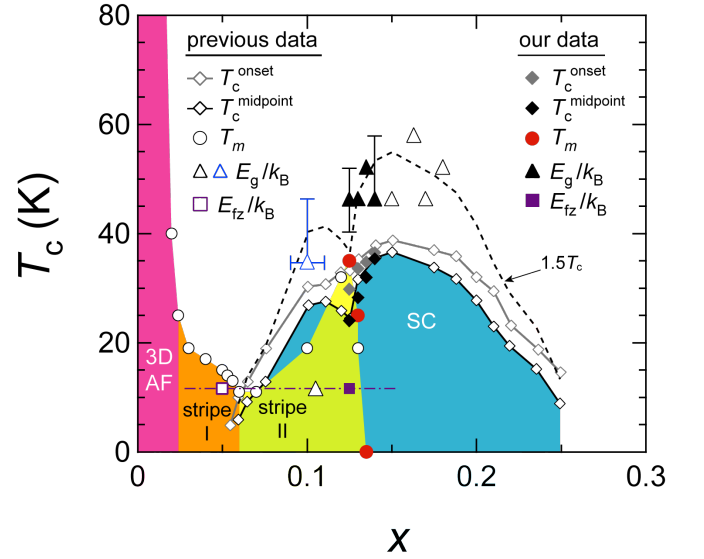 80
60
40
20
0
0
0.1
0.2
0.3
T_c (K)
x
previous data
T_c^onset
T_c^midpoint
T_m
E_g/k_B
E_fz/k_B
our data
T_c^onset
T_c^midpoint
T_m
E_g/k_B
E_fz/k_B
1.5T_c
SC
3D
AF
stripe
I
stripe
II